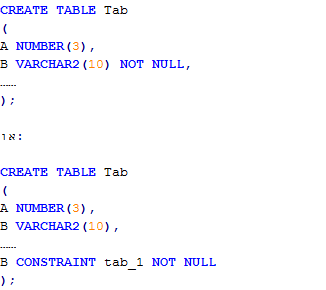 CREATE TABLE Tab
(
A NUMBER(3),
B VARCHAR2(10) NOT NULL,
……
);
או:
CREATE TABLE Tab
(
A NUMBER(3),
B VARCHAR2(10),
……
B CONSTRAINT tab_1 NOT NULL
);